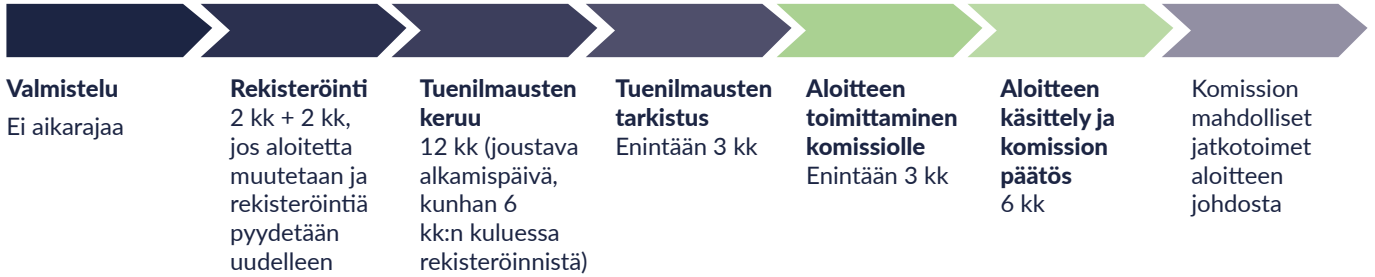 Valmistelu
Ei aikarajaa
Rekisteröinti
2 kk + 2 kk,
jos aloitetta
muutetaan ja
rekisteröintiä
pyydetään
uudelleen
Tuenilmausten
keruu
12 kk (joustava
alkamispäivä,
kunhan 6
kk:n kuluessa
rekisteröinnistä)
Tuenilmausten
tarkistus
Enintään 3 kk
Aloitteen
toimittaminen
komissiolle
Enintään 3 kk
Aloitteen
käsittely ja
komission
päätös
6 kk
Komission
mahdolliset
jatkotoimet
aloitteen
johdosta